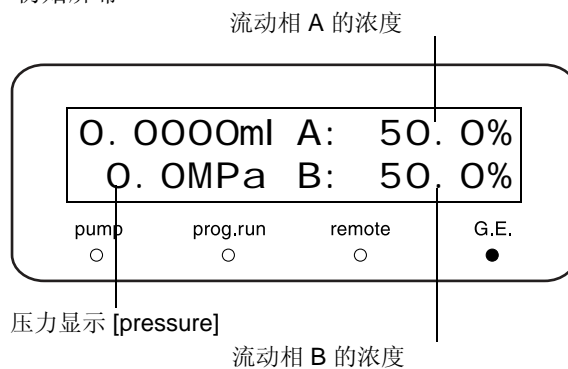 流动相 A 的浓度
0.0000ml A: 50.0%
0.0MPa B: 50.0%
pump prog.run remote G.E.
压力显示 [pressure]
流动相 B 的浓度